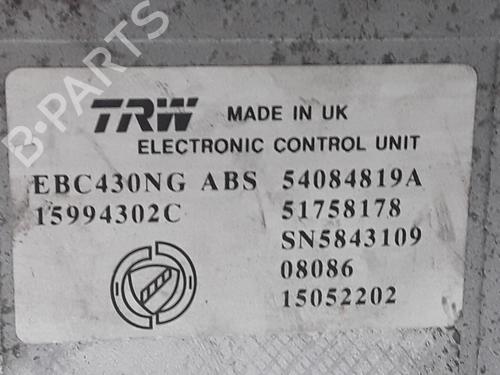 B-PARTS
TRW MADE IN UK
ELECTRONIC CONTROL UNIT
EBC430NG ABS 54084819A
15994302C 51758178
SN5843109
08086
15052202